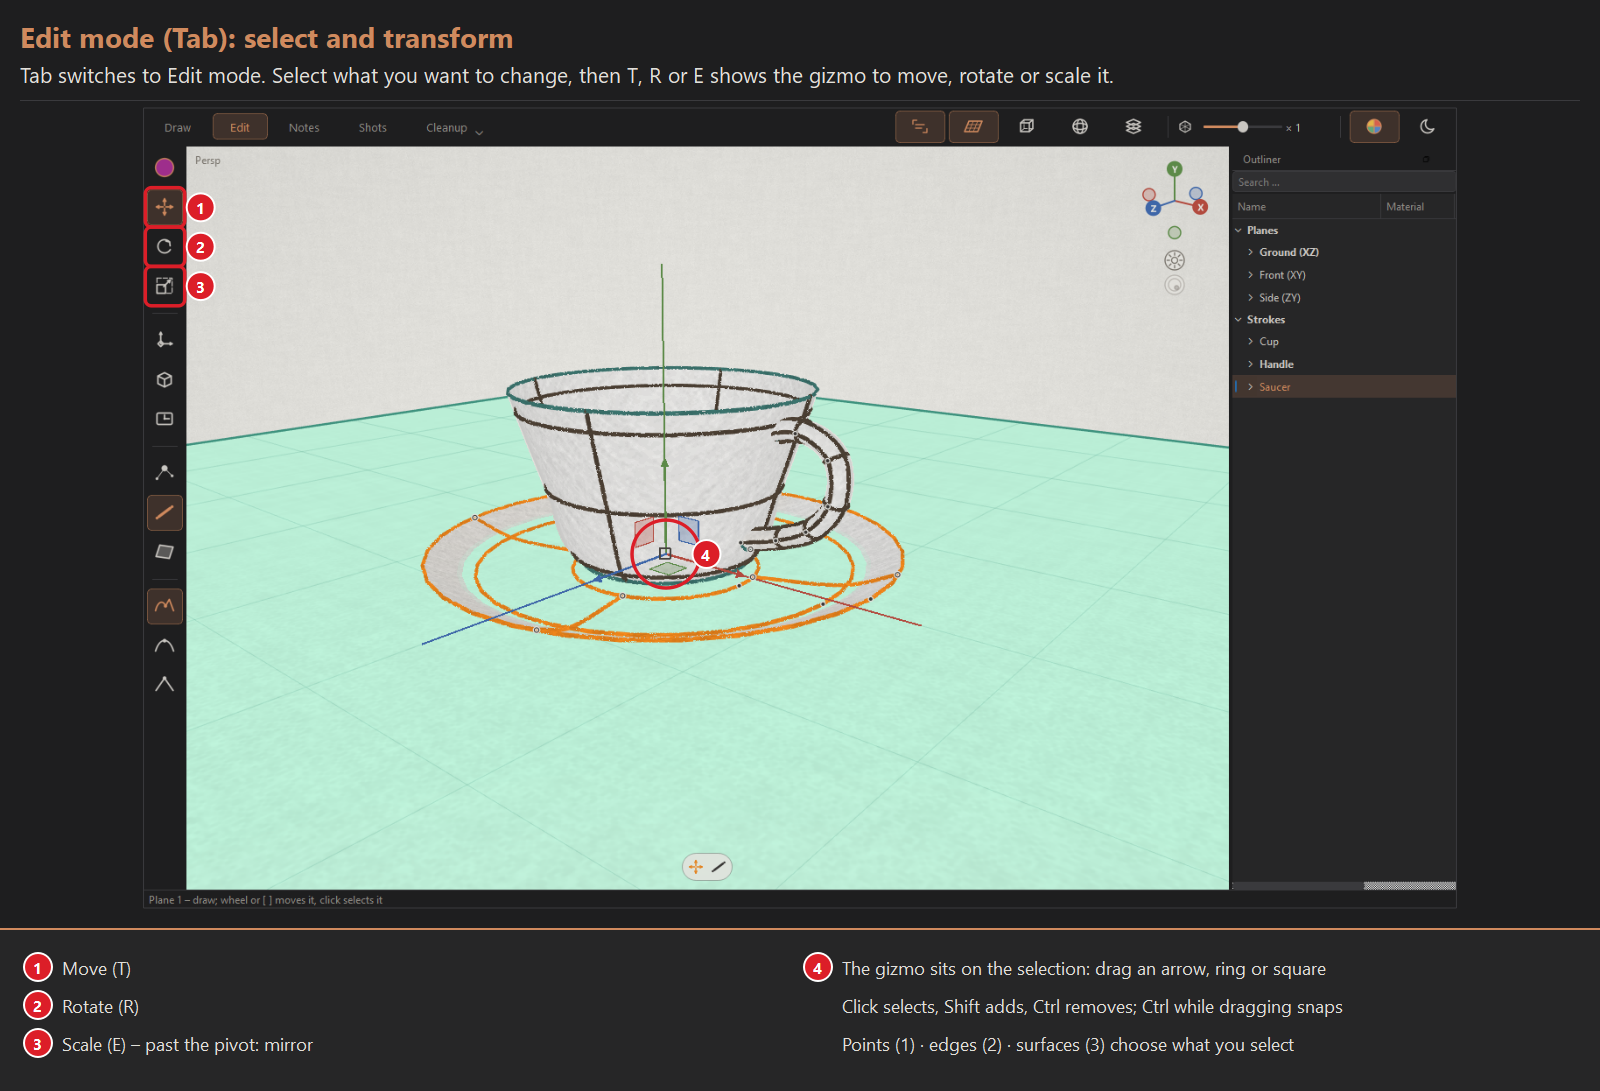 Edit mode (Tab): select and transform
Tab switches to Edit mode. Select what you want to change, then T, R or E shows the gizmo to move, rotate or scale it.
Draw Edit Notes Shots Cleanup × 1
Persp
Y
Z X
Outliner
Search ...
Name Material
Planes
Ground (XZ)
Front (XY)
Side (ZY)
Strokes
Cup
Handle
Saucer
1
2
3
4
Plane 1 – draw; wheel or [ ] moves it, click selects it
1 Move (T)
2 Rotate (R)
3 Scale (E) – past the pivot: mirror
4 The gizmo sits on the selection: drag an arrow, ring or square
Click selects, Shift adds, Ctrl removes; Ctrl while dragging snaps
Points (1) · edges (2) · surfaces (3) choose what you select